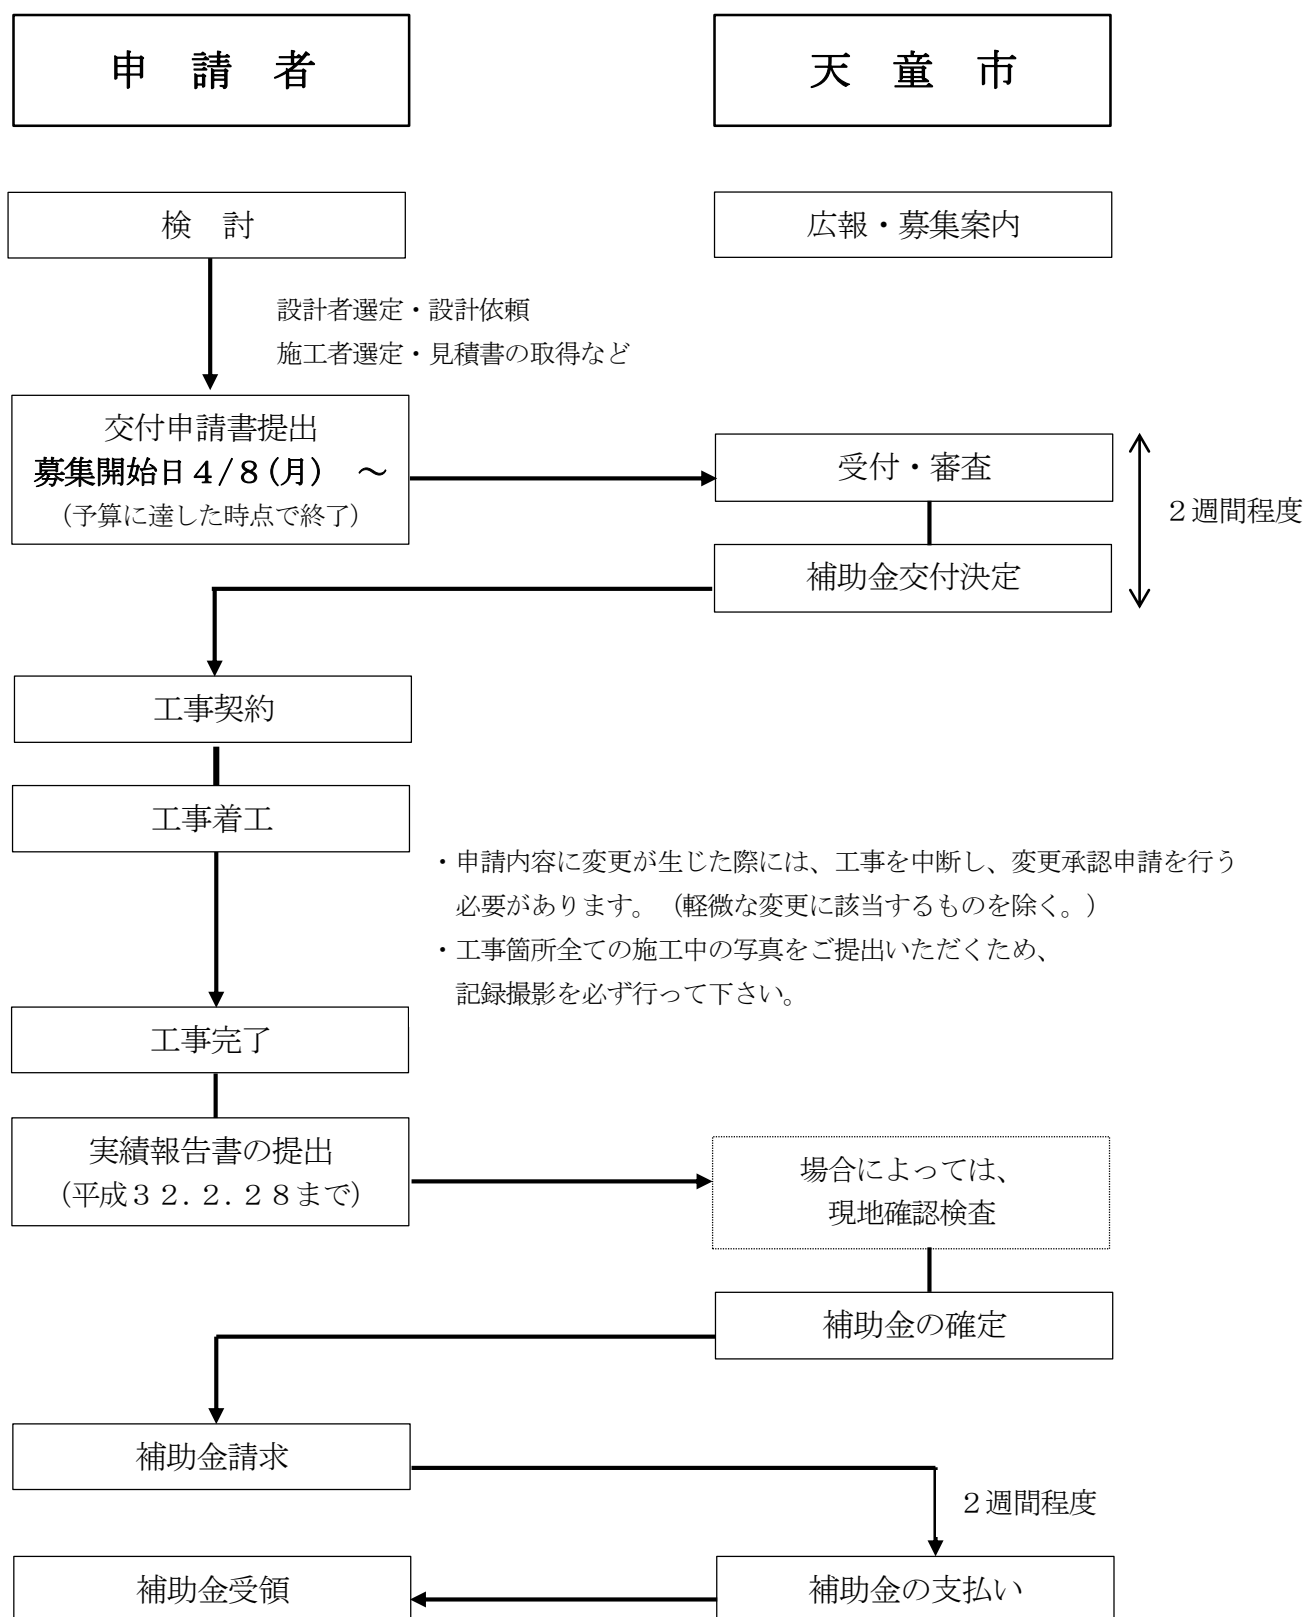 申　請　者
天　童　市
検　討
広報・募集案内
設計者選定・設計依頼
施工者選定・見積書の取得など
交付申請書提出
募集開始日４/８(月)　～
（予算に達した時点で終了）
受付・審査
２週間程度
補助金交付決定
工事契約
工事着工
・申請内容に変更が生じた際には、工事を中断し、変更承認申請を行う
必要があります。（軽微な変更に該当するものを除く。）
・工事箇所全ての施工中の写真をご提出いただくため、
記録撮影を必ず行って下さい。
工事完了
実績報告書の提出
（平成３２．２．２８まで）
場合によっては、
現地確認検査
補助金の確定
補助金請求
２週間程度
補助金受領
補助金の支払い